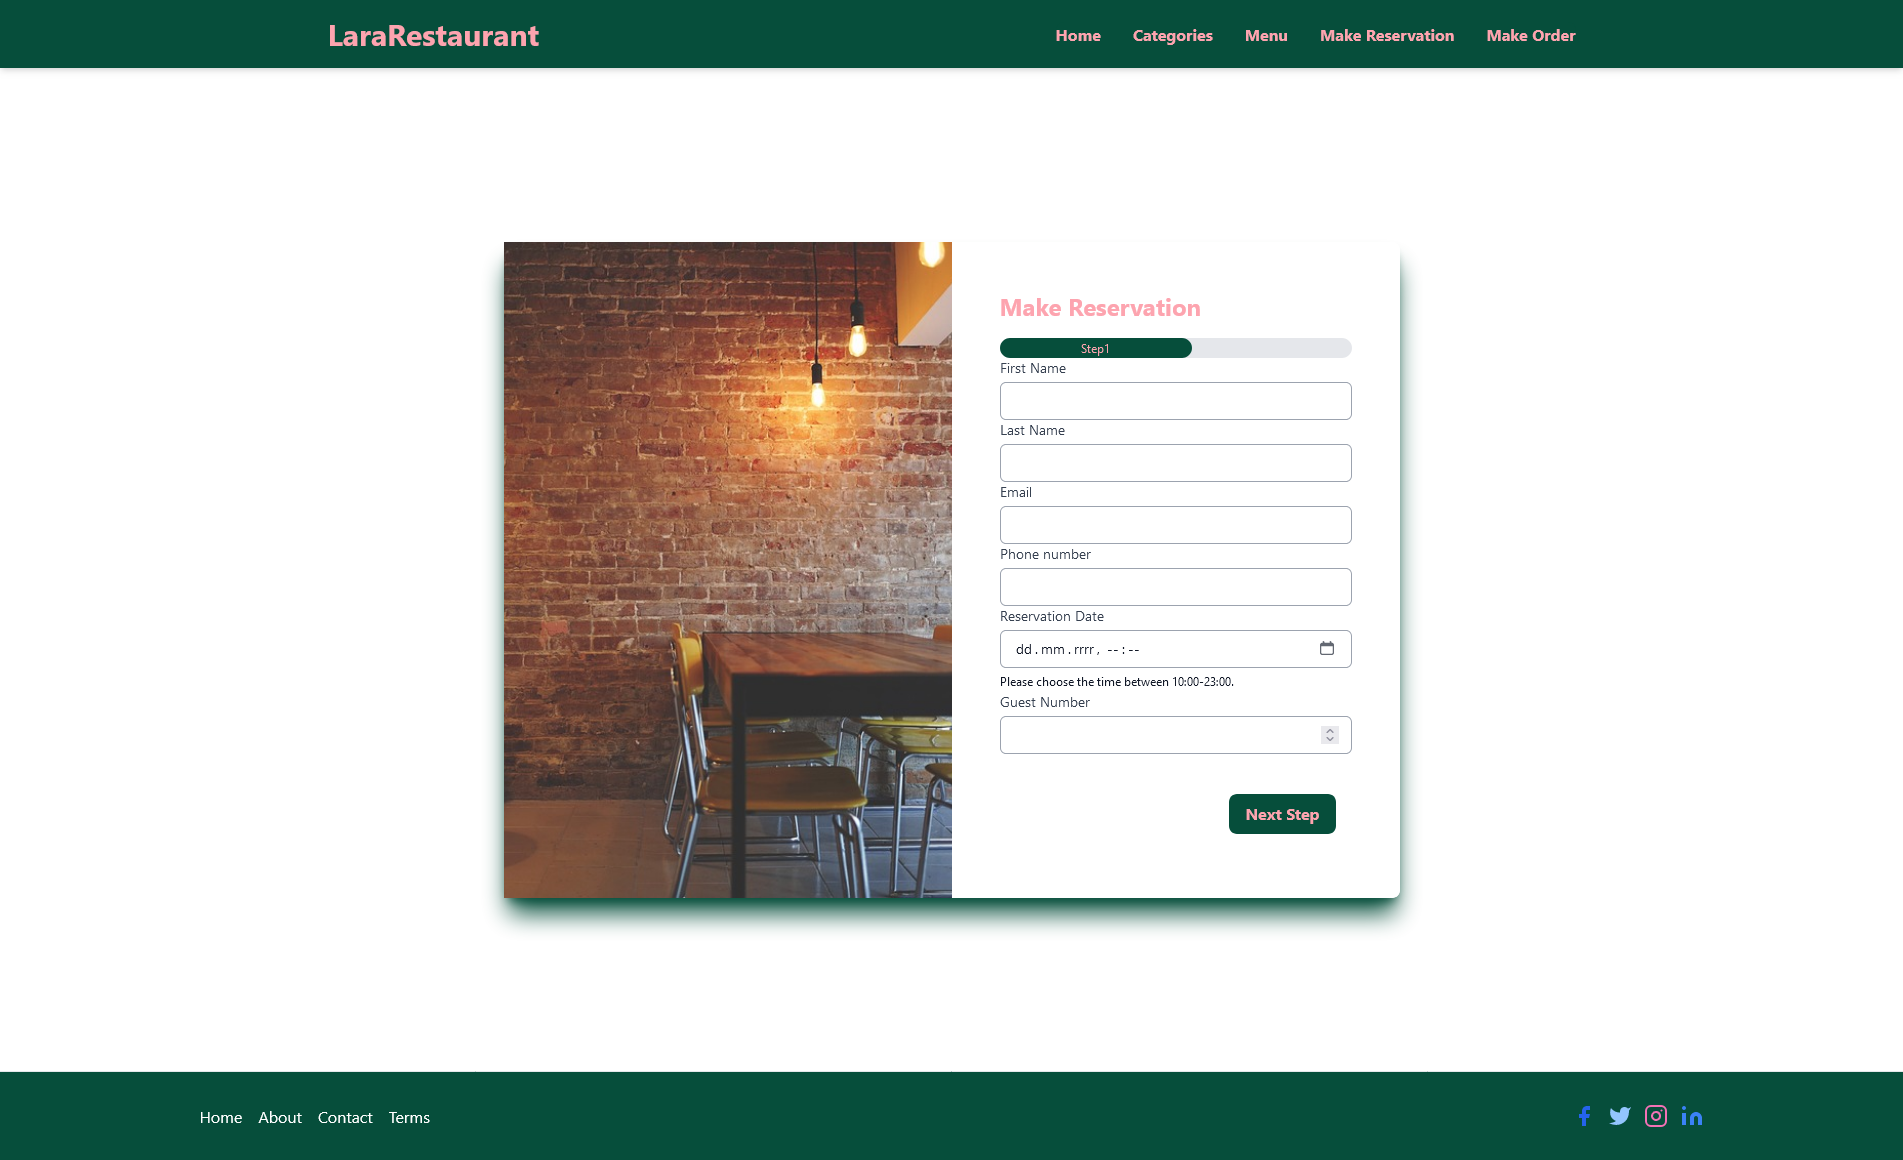 LaraRestaurant
Home Categories Menu Make Reservation Make Order
Make Reservation
Step1
First Name
Last Name
Email
Phone number
Reservation Date
dd.mm.rrrr, --:--
Please choose the time between 10:00-23:00.
Guest Number
Next Step
Home About Contact Terms